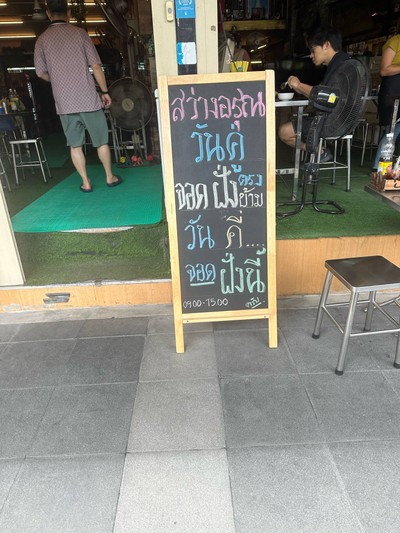 สว่างอรุณ
วันคู่
จอดฝั่งตรงข้าม
วันคี่....
จอดฝั่งนี้
09.00-15.00